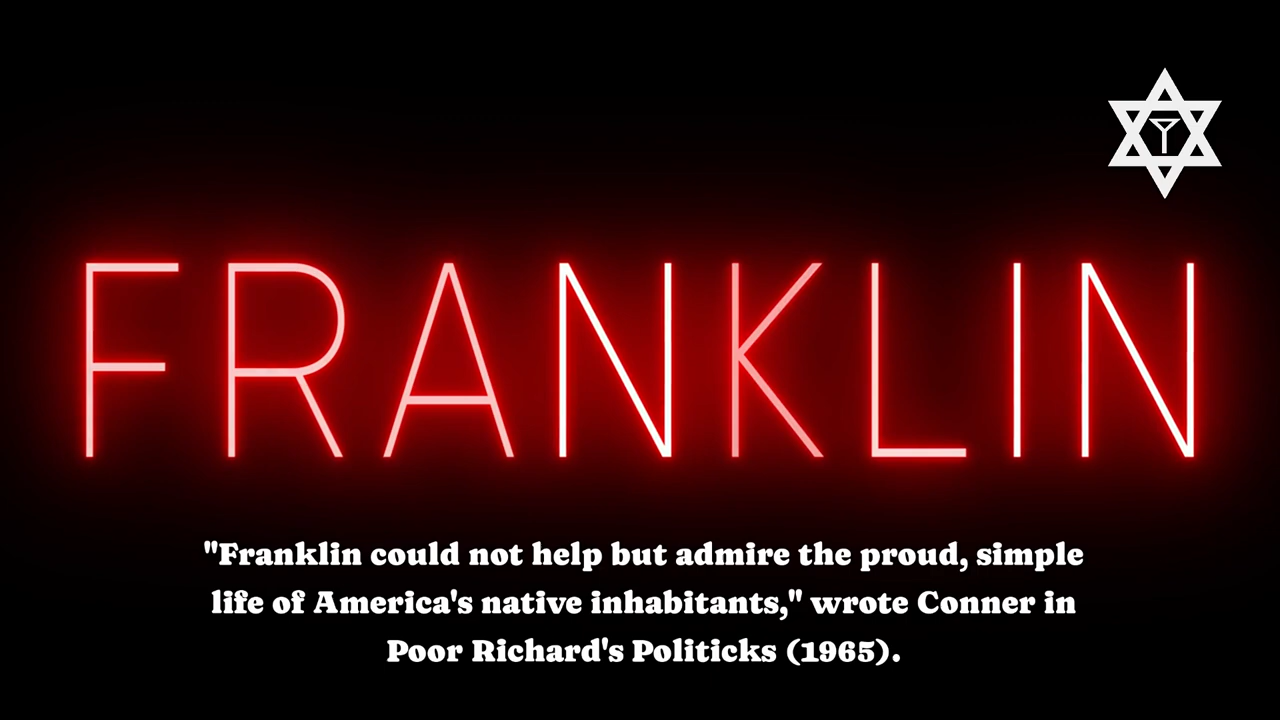 FRANKLIN
"Franklin could not help but admire the proud, simple
life of America's native inhabitants," wrote Conner in
Poor Richard's Politicks (1965).